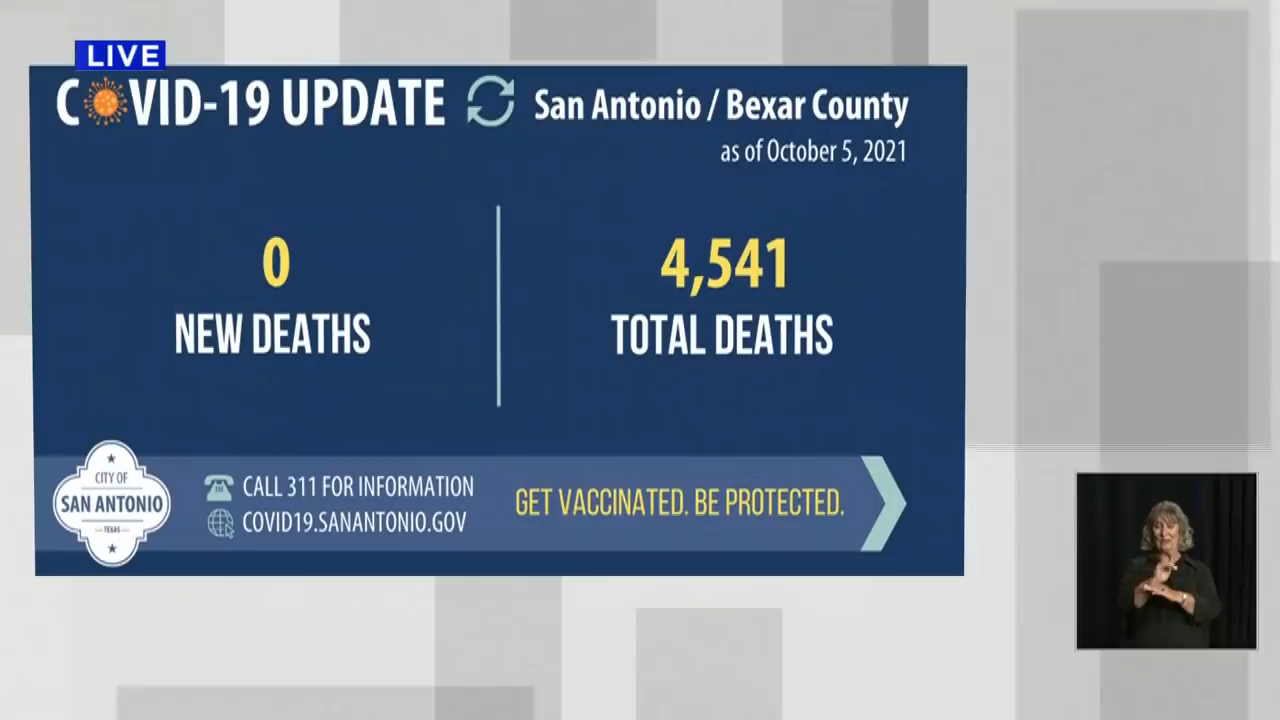 LIVE
COVID-19 UPDATE
San Antonio / Bexar County
as of October 5, 2021
0
NEW DEATHS
4,541
TOTAL DEATHS
CITY OF
SAN ANTONIO
TEXAS
CALL 311 FOR INFORMATION
COVID19.SANANTONIO.GOV
GET VACCINATED. BE PROTECTED.